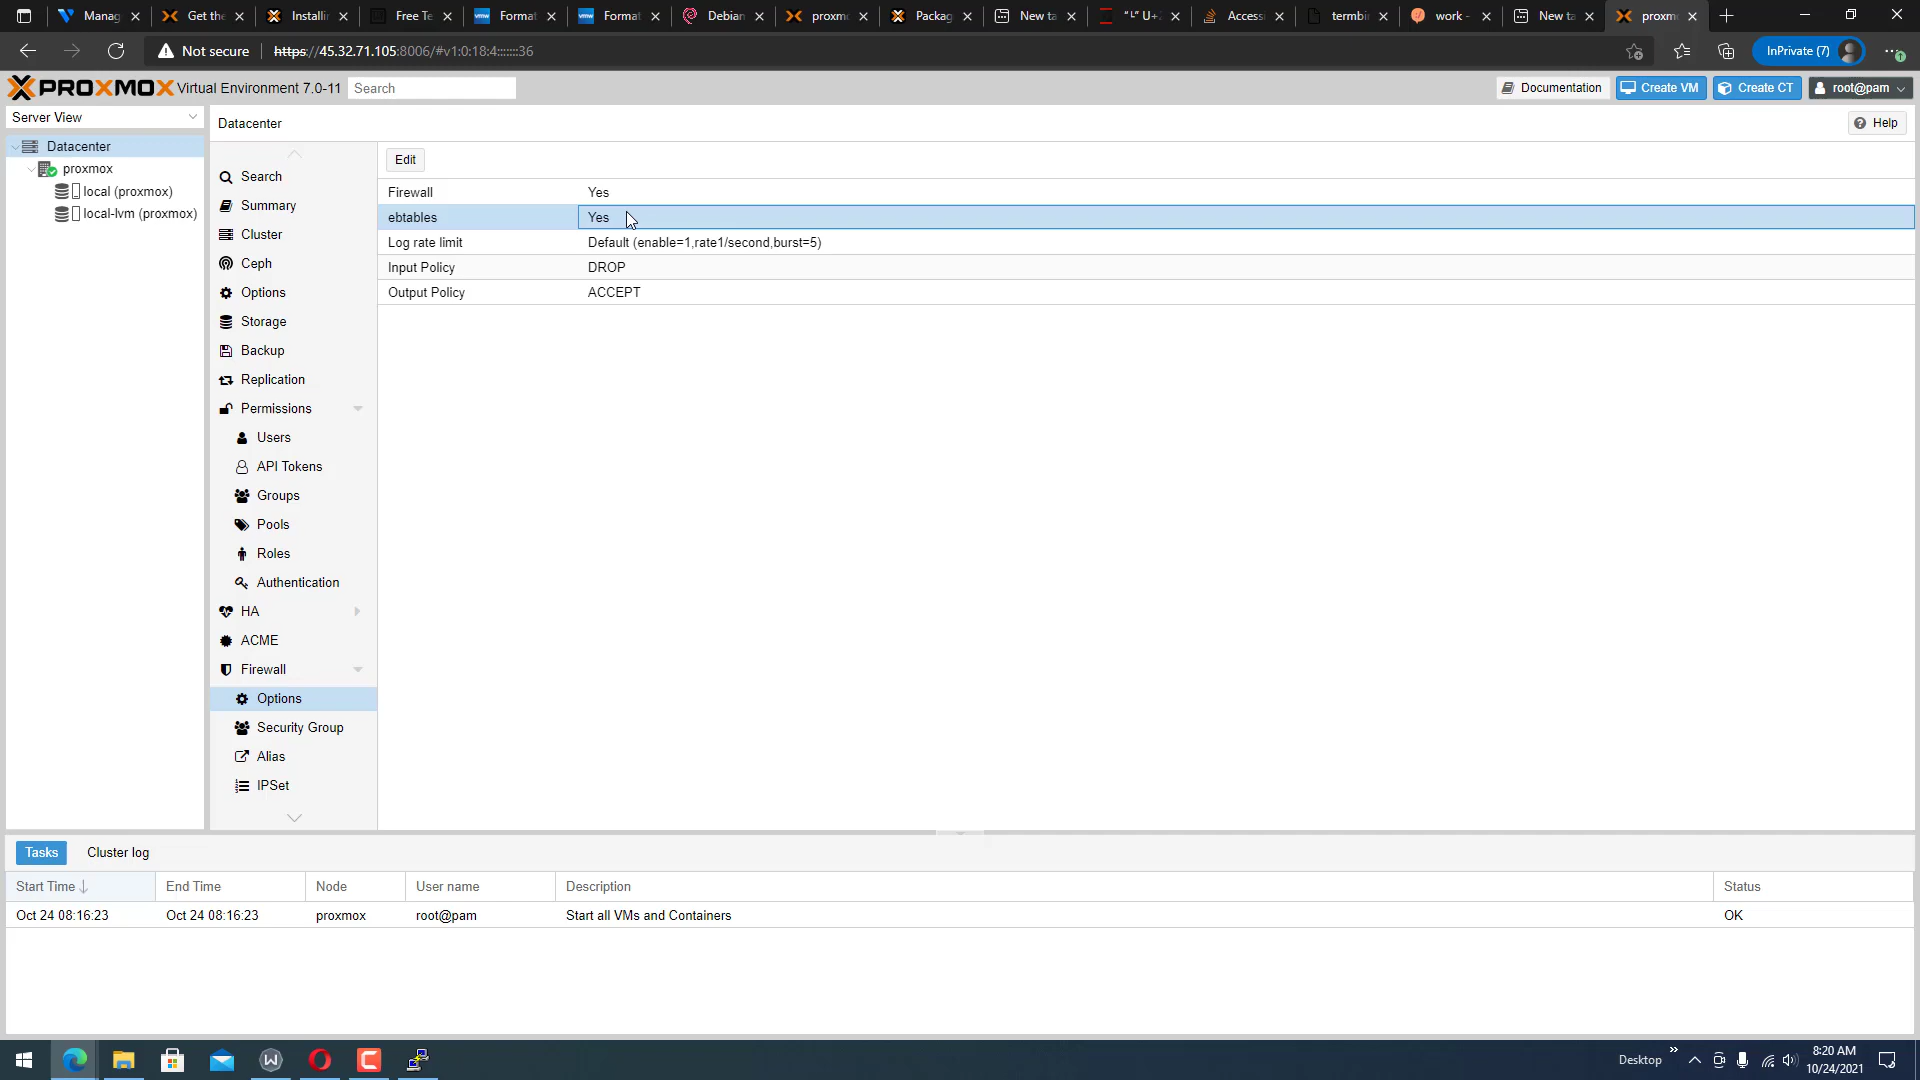 Manag
Get the
Installin
Free Te
Format
Format
Debian
proxmo
Packag
New ta
"└" U+2
Access
termbin
work -
New ta
proxmo
Not secure
https://45.32.71.105:8006/#v1:0:18:4:::::::36
InPrivate (7)
PROXMOX Virtual Environment 7.0-11
Search
Documentation
Create VM
Create CT
root@pam
Server View
Datacenter
Help
Datacenter
proxmox
local (proxmox)
local-lvm (proxmox)
Search
Summary
Cluster
Ceph
Options
Storage
Backup
Replication
Permissions
Users
API Tokens
Groups
Pools
Roles
Authentication
HA
ACME
Firewall
Options
Security Group
Alias
IPSet
Edit
Firewall Yes
ebtables Yes
Log rate limit Default (enable=1,rate1/second,burst=5)
Input Policy DROP
Output Policy ACCEPT
Tasks
Cluster log
Start Time End Time Node User name Description Status
Oct 24 08:16:23 Oct 24 08:16:23 proxmox root@pam Start all VMs and Containers OK
Desktop
8:20 AM
10/24/2021